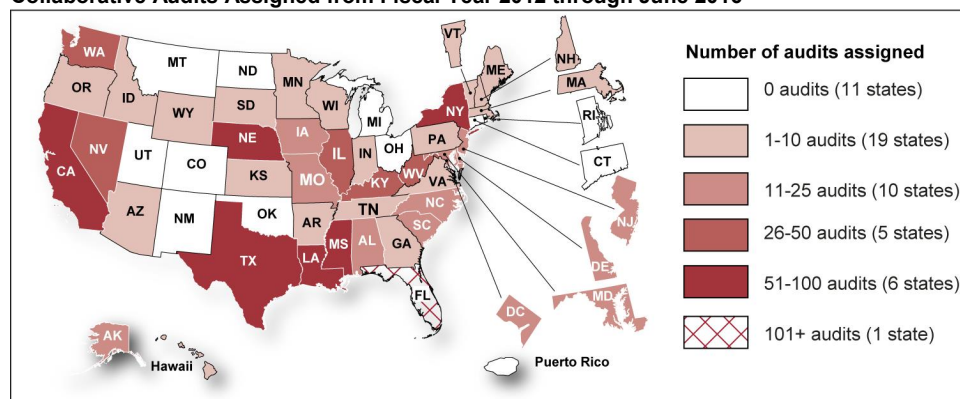 Collaborative Audits Assigned from Fiscal Year 2012 through June 2016
WA
MT
ND
MN
VT
NH
ME
MA
OR
ID
WY
SD
WI
MI
NY
RI
CT
NV
UT
CO
NE
IA
IL
IN
OH
PA
WV
VA
CA
KS
MO
KY
NJ
AZ
NM
OK
AR
TN
NC
SC
DE
TX
LA
MS
AL
GA
FL
MD
DC
AK
Hawaii
Puerto Rico
Number of audits assigned
0 audits (11 states)
1-10 audits (19 states)
11-25 audits (10 states)
26-50 audits (5 states)
51-100 audits (6 states)
101+ audits (1 state)